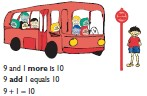 9 and 1 more is 10
9 add 1 equals 10
9 + 1 = 10